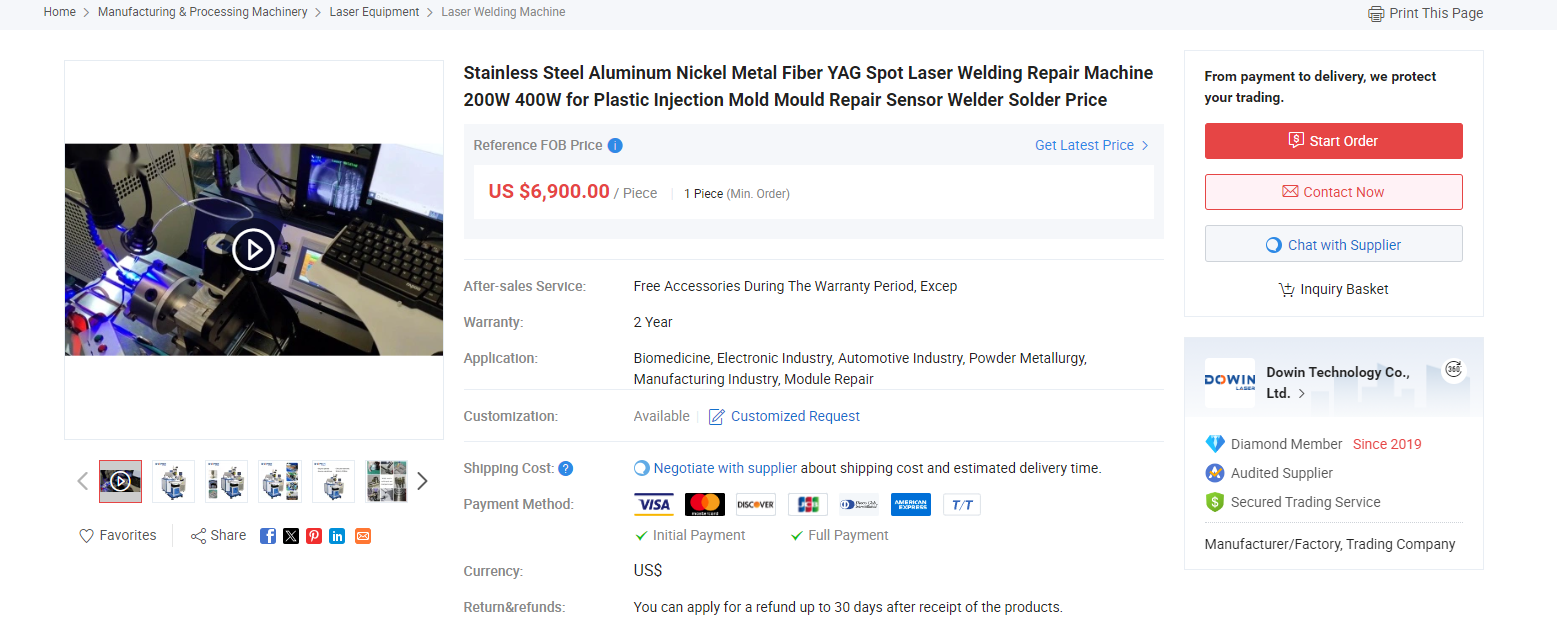 Home > Manufacturing & Processing Machinery > Laser Equipment > Laser Welding Machine
Print This Page
Stainless Steel Aluminum Nickel Metal Fiber YAG Spot Laser Welding Repair Machine
200W 400W for Plastic Injection Mold Mould Repair Sensor Welder Solder Price
Reference FOB Price
Get Latest Price >
US $6,900.00 / Piece 1 Piece (Min. Order)
After-sales Service: Free Accessories During The Warranty Period, Excep
Warranty: 2 Year
Application: Biomedicine, Electronic Industry, Automotive Industry, Powder Metallurgy,
Manufacturing Industry, Module Repair
Customization: Available Customized Request
Shipping Cost: ? Negotiate with supplier about shipping cost and estimated delivery time.
Payment Method: VISA mastercard DISCOVER JCB Diners Club International AMERICAN EXPRESS T/T
Initial Payment Full Payment
Currency: US$
Return&refunds: You can apply for a refund up to 30 days after receipt of the products.
Favorites Share
From payment to delivery, we protect
your trading.
Start Order
Contact Now
Chat with Supplier
Inquiry Basket
DOWIN
LASER
Dowin Technology Co.,
Ltd. >
360
Diamond Member Since 2019
Audited Supplier
Secured Trading Service
Manufacturer/Factory, Trading Company